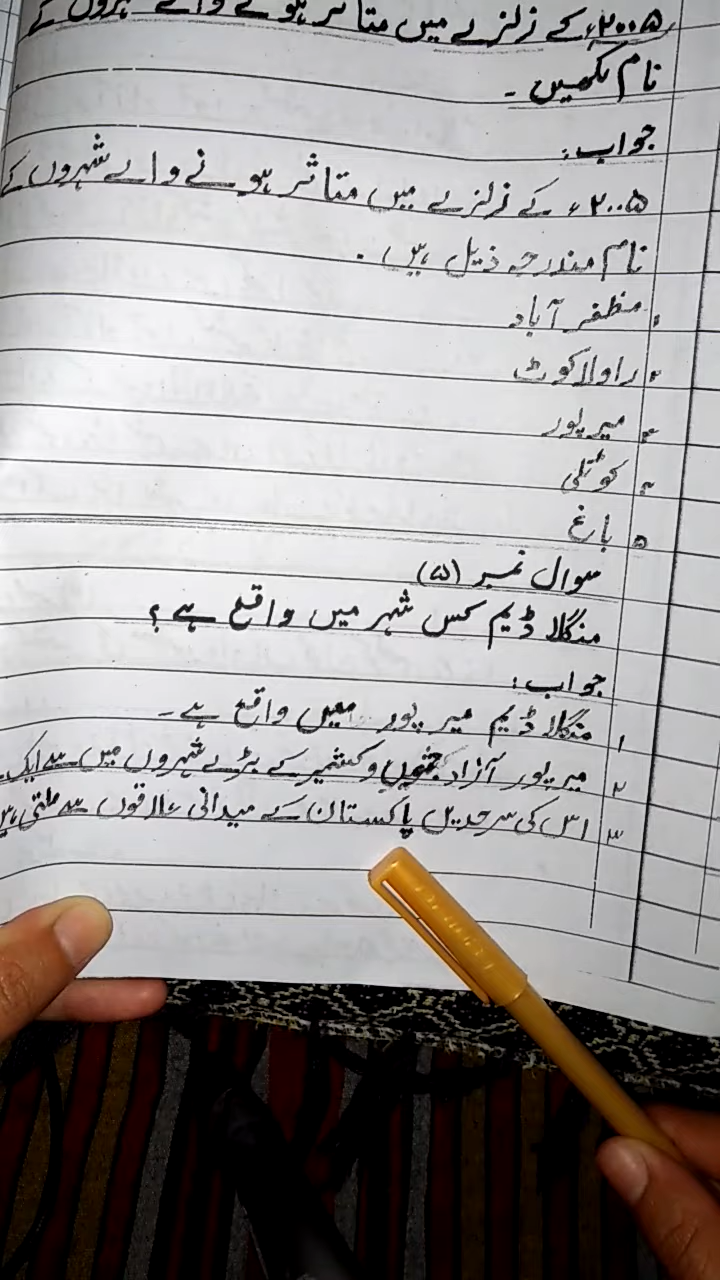 ۲۰۰۵ء کے زلزلے میں متاثر ہونے والے شہروں کے
نام لکھیں ۔
جواب:
۲۰۰۵ء کے زلزلے میں متاثر ہونے والے شہروں کے
نام مندرجہ ذیل ہیں ۔
۱ مظفر آباد
۲ راولاکوٹ
۳ میرپور
۴ کوٹلی
۵ باغ
سوال نمبر (۵)
منگلا ڈیم کس شہر میں واقع ہے؟
جواب:
۱ منگلا ڈیم میر پور میں واقع ہے۔
۲ میرپور آزاد جموں و کشمیر کے بڑے شہروں میں سے ایک
۳ اس کی سرحدیں پاکستان کے میدانی علاقوں سے ملتی ہیں